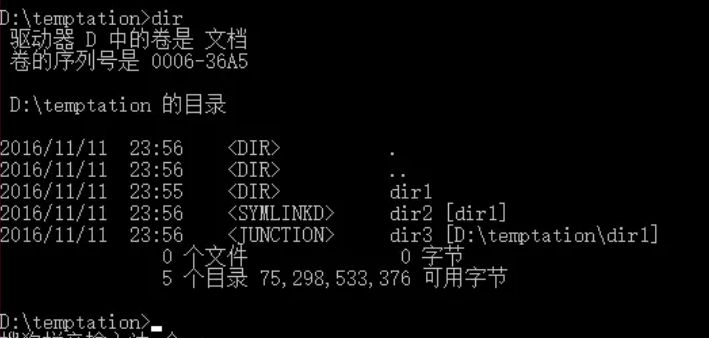 D:\temptation>dir
驱动器 D 中的卷是 文档
卷的序列号是 0006-36A5
D:\temptation 的目录
2016/11/11 23:56 <DIR> .
2016/11/11 23:56 <DIR> ..
2016/11/11 23:55 <DIR> dir1
2016/11/11 23:56 <SYMLINKD> dir2 [dir1]
2016/11/11 23:56 <JUNCTION> dir3 [D:\temptation\dir1]
0 个文件 0 字节
5 个目录 75,298,533,376 可用字节
D:\temptation>